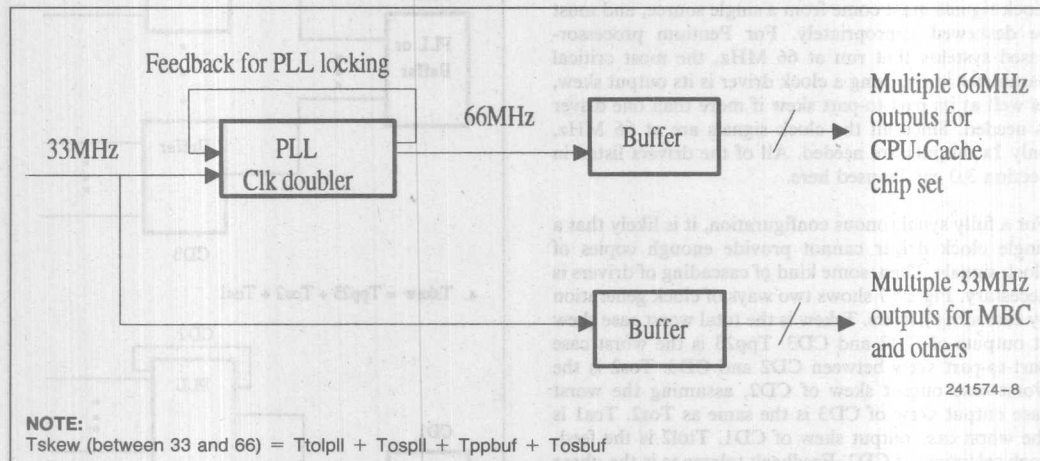 Feedback for PLL locking
33MHz
PLL
Clk doubler
66MHz
Buffer
Multiple 66MHz
outputs for
CPU-Cache
chip set
Buffer
Multiple 33MHz
outputs for MBC
and others
241574-8
NOTE:
Tskew (between 33 and 66) = Ttolpll + Tospll + Tppbuf + Tosbuf